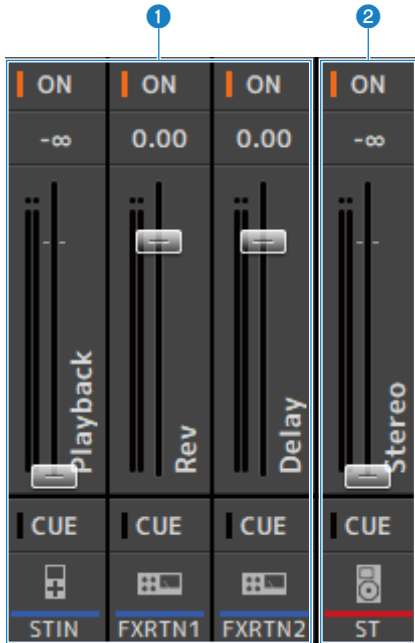 1 2
ON ON ON ON
-∞ 0.00 0.00 -∞
Playback Rev Delay Stereo
CUE CUE CUE CUE
STIN FXRTN1 FXRTN2 ST